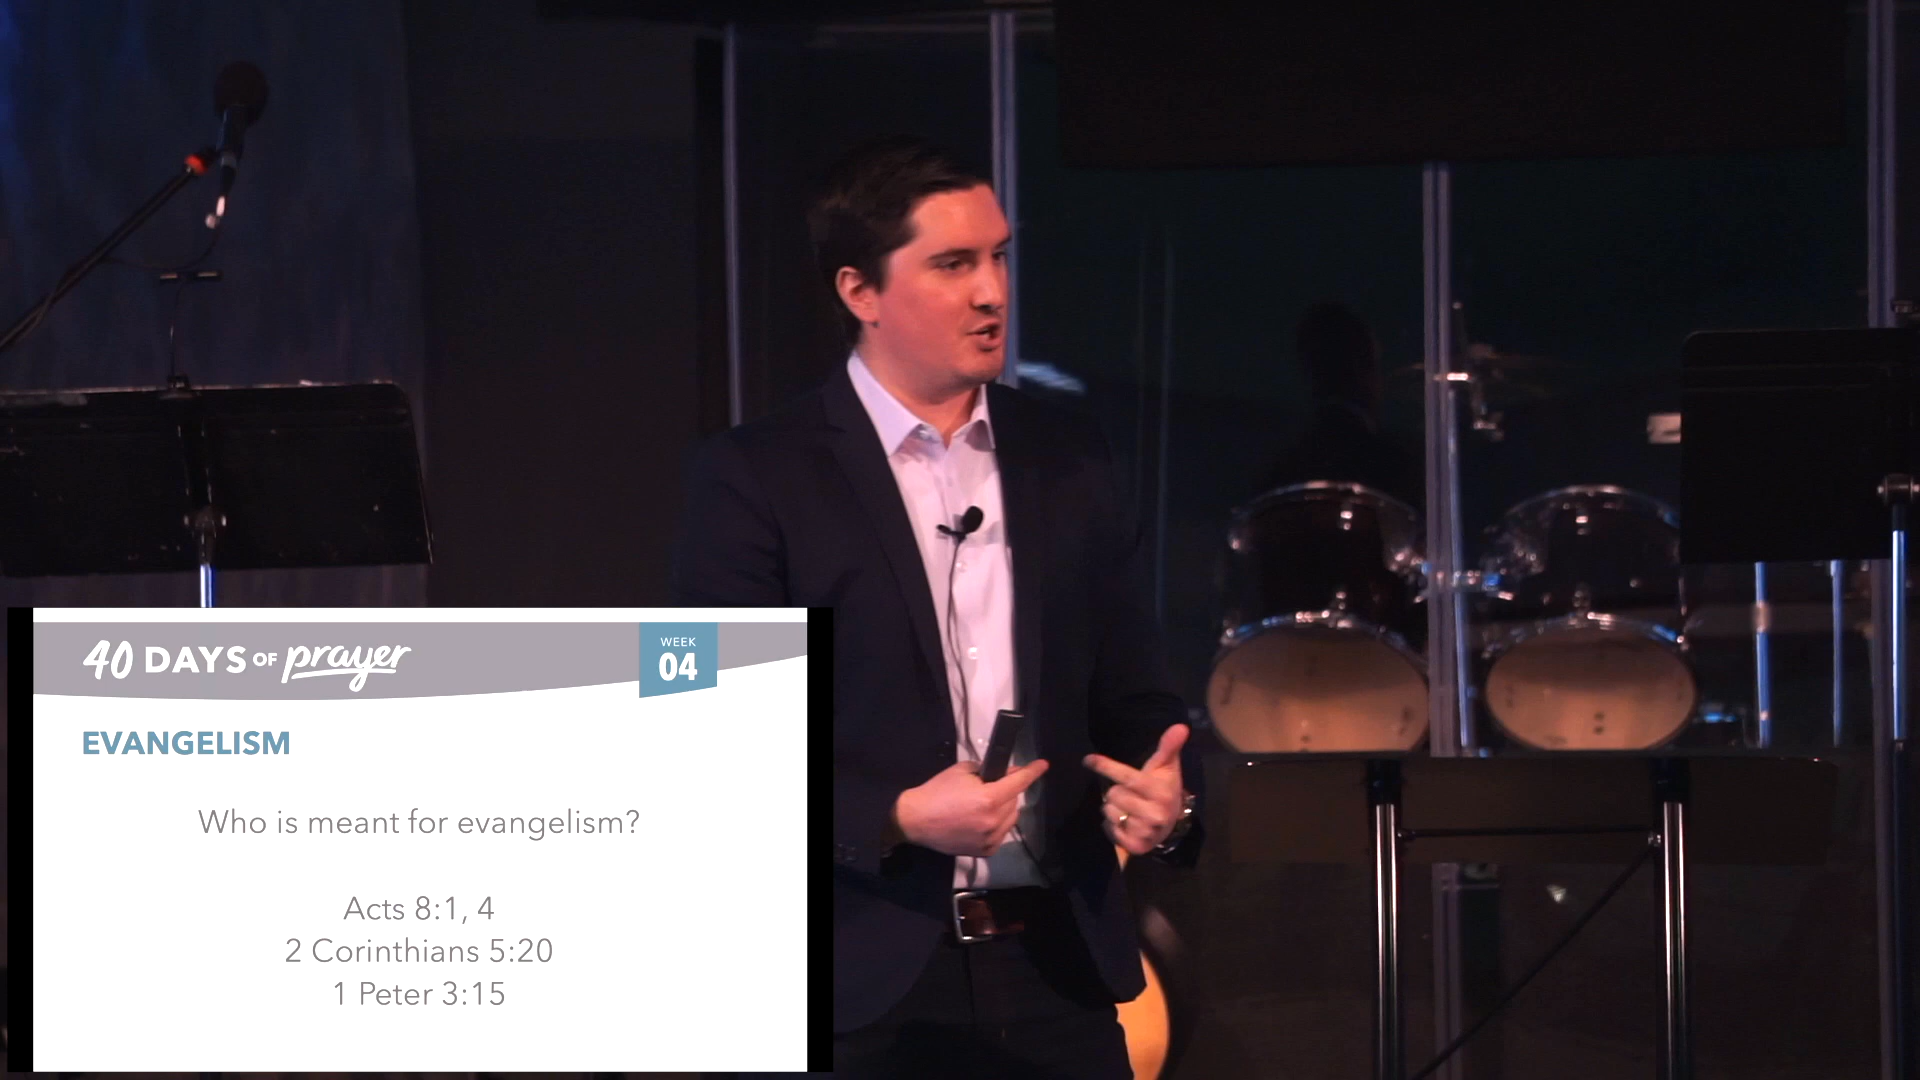 40 DAYS OF prayer
WEEK
04
EVANGELISM
Who is meant for evangelism?
Acts 8:1, 4
2 Corinthians 5:20
1 Peter 3:15